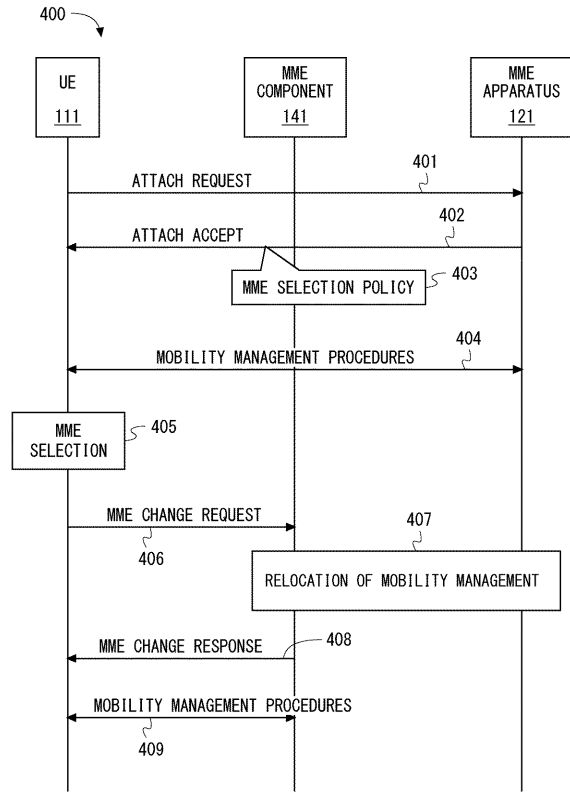 400
UE
111
MME
COMPONENT
141
MME
APPARATUS
121
401
ATTACH REQUEST
402
ATTACH ACCEPT
MME SELECTION POLICY
403
MOBILITY MANAGEMENT PROCEDURES
404
MME
SELECTION
405
MME CHANGE REQUEST
406
407
RELOCATION OF MOBILITY MANAGEMENT
MME CHANGE RESPONSE
408
MOBILITY MANAGEMENT PROCEDURES
409